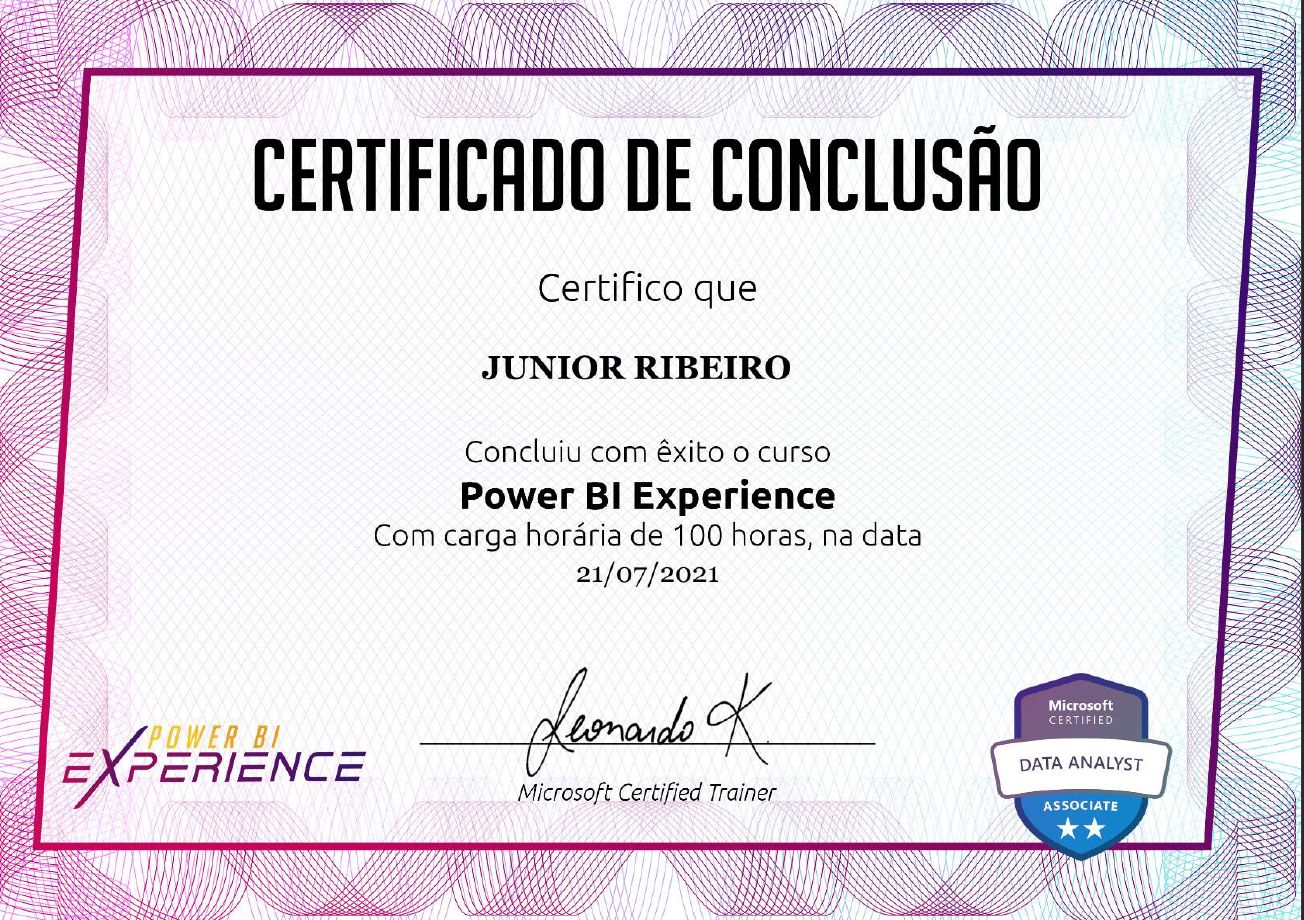 CERTIFICADO DE CONCLUSÃO
Certifico que
JUNIOR RIBEIRO
Concluiu com êxito o curso
Power BI Experience
Com carga horária de 100 horas, na data
21/07/2021
Leonardo K.
Microsoft Certified Trainer
POWER BI
EXPERIENCE
Microsoft
CERTIFIED
DATA ANALYST
ASSOCIATE